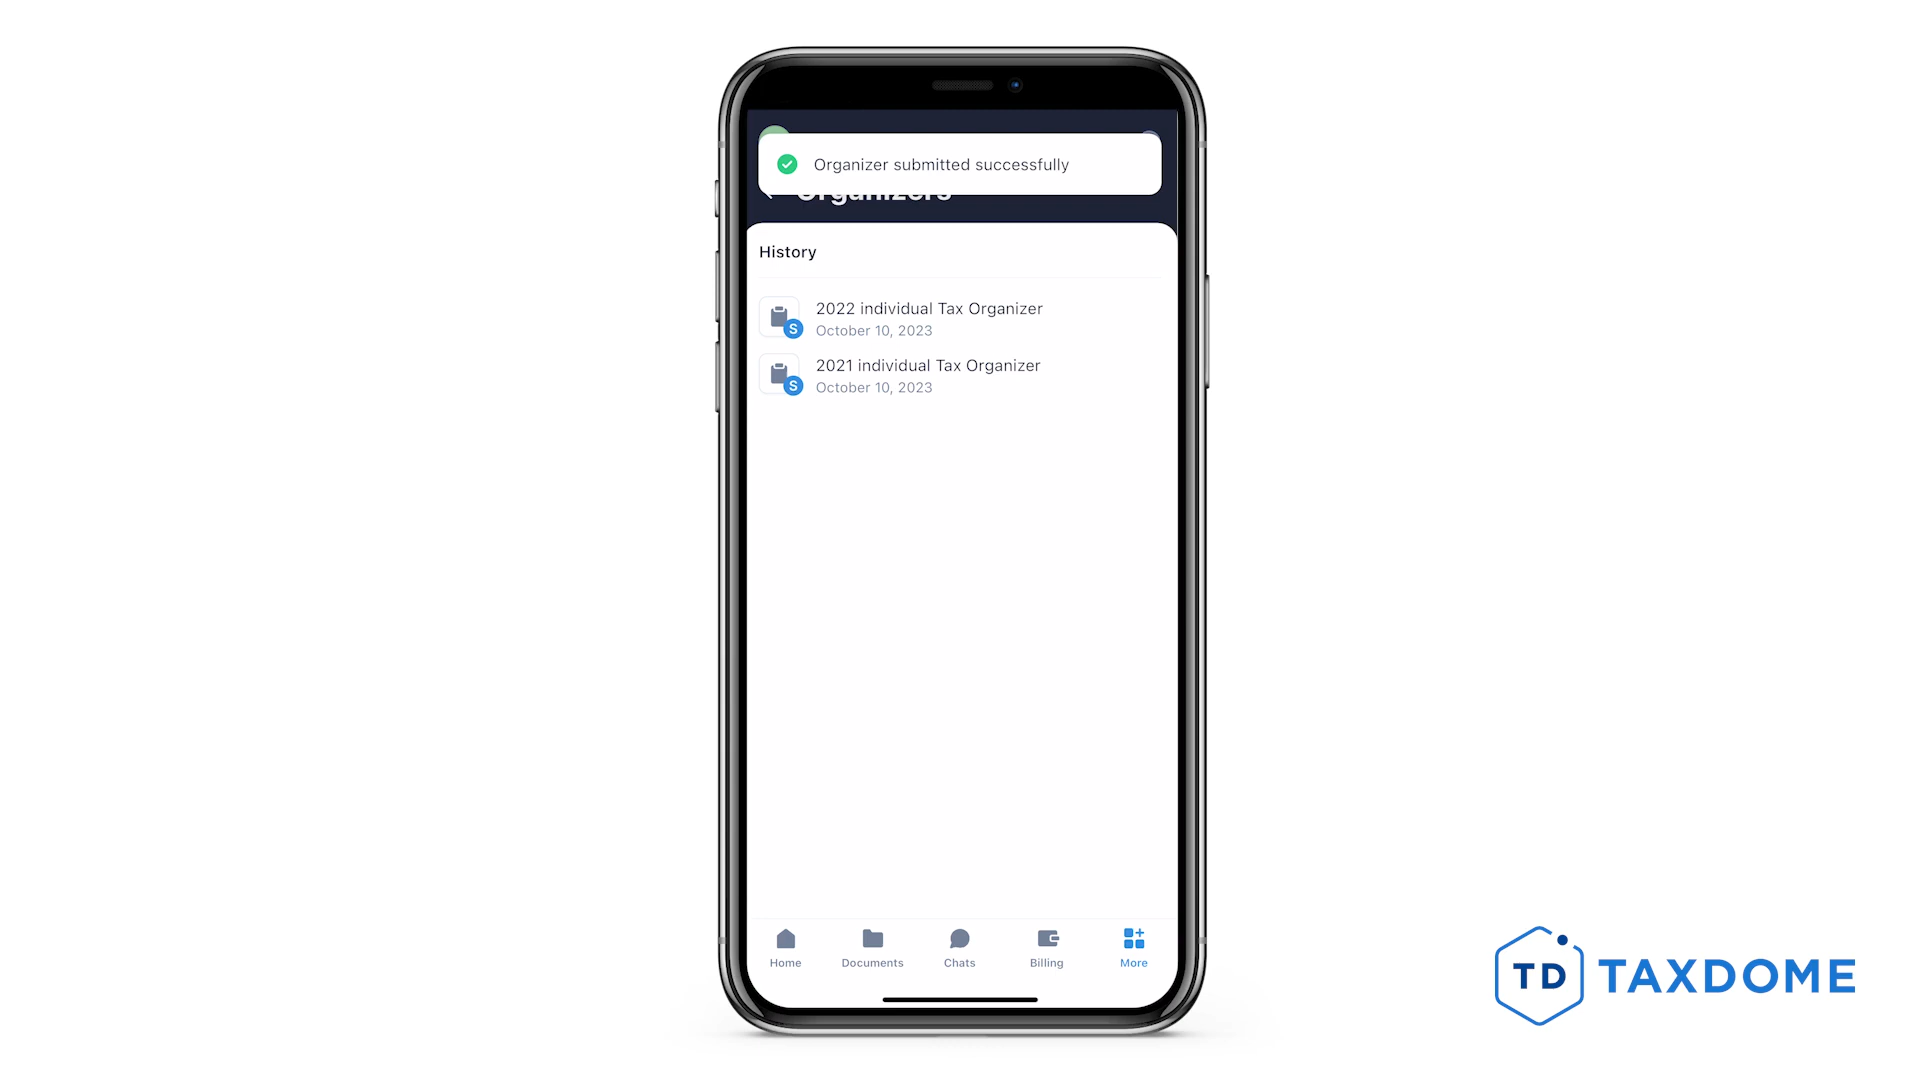 Organizer submitted successfully
Organizers
History
2022 individual Tax Organizer
S
October 10, 2023
2021 individual Tax Organizer
S
October 10, 2023
Home
Documents
Chats
Billing
More
TD TAXDOME